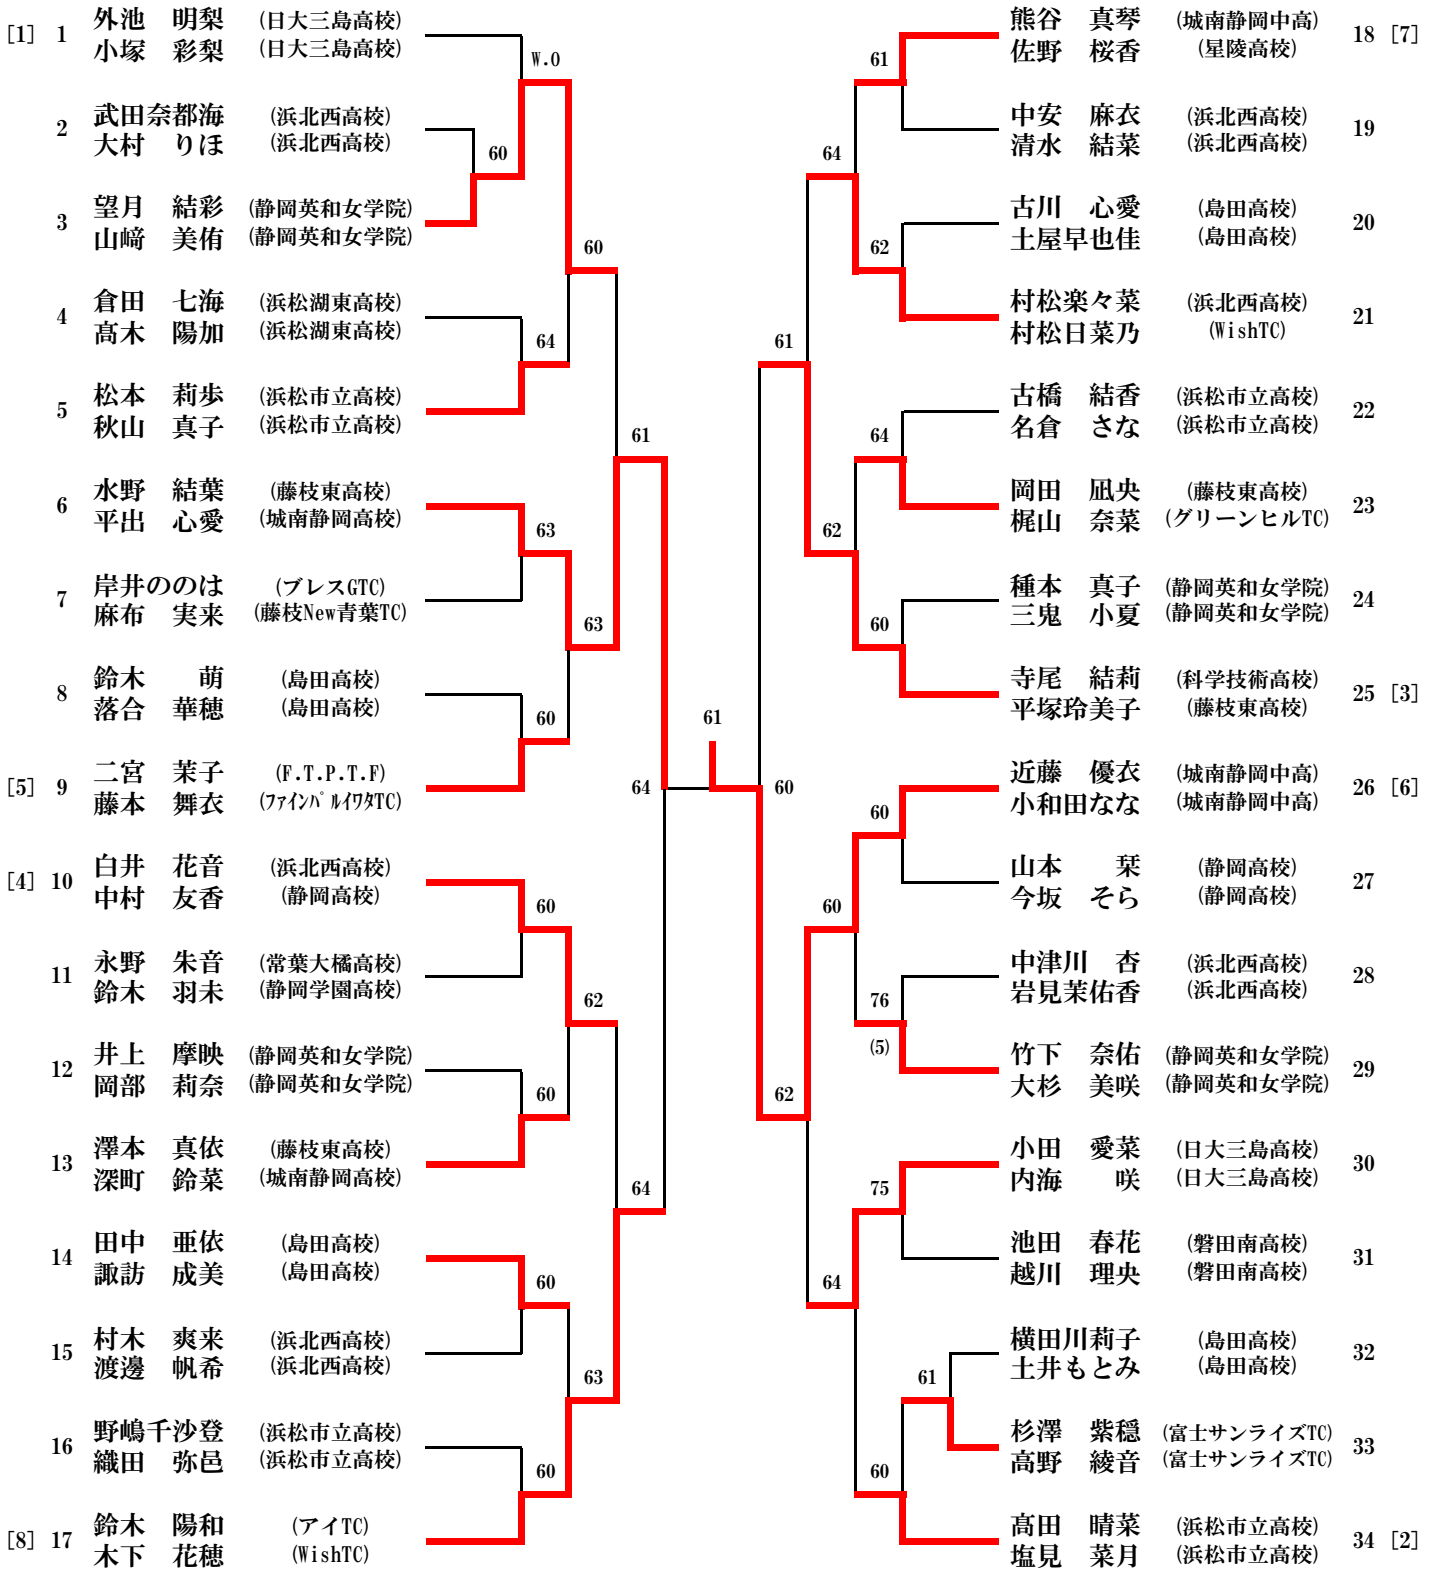 [1] 1 外池 明梨 (日大三島高校)
小塚 彩梨 (日大三島高校)
W.0
2 武田奈都海 (浜北西高校)
大村 りほ (浜北西高校)
60
3 望月 結彩 (静岡英和女学院)
山﨑 美侑 (静岡英和女学院)
60
4 倉田 七海 (浜松湖東高校)
髙木 陽加 (浜松湖東高校)
64
5 松本 莉歩 (浜松市立高校)
秋山 真子 (浜松市立高校)
61
6 水野 結葉 (藤枝東高校)
平出 心愛 (城南静岡高校)
63
7 岸井ののは (ブレスGTC)
麻布 実来 (藤枝New青葉TC)
63
8 鈴木 萌 (島田高校)
落合 華穂 (島田高校)
60
[5] 9 二宮 茉子 (F.T.P.T.F)
藤本 舞衣 (ファインパルイワタTC)
64
[4] 10 白井 花音 (浜北西高校)
中村 友香 (静岡高校)
60
11 永野 朱音 (常葉大橘高校)
鈴木 羽未 (静岡学園高校)
62
12 井上 摩映 (静岡英和女学院)
岡部 莉奈 (静岡英和女学院)
60
13 澤本 真依 (藤枝東高校)
深町 鈴菜 (城南静岡高校)
64
14 田中 亜依 (島田高校)
諏訪 成美 (島田高校)
60
15 村木 爽来 (浜北西高校)
渡邊 帆希 (浜北西高校)
63
16 野嶋千沙登 (浜松市立高校)
織田 弥邑 (浜松市立高校)
60
[8] 17 鈴木 陽和 (アイTC)
木下 花穂 (WishTC)
61
熊谷 真琴 (城南静岡中高) 18 [7]
佐野 桜香 (星陵高校)
61
中安 麻衣 (浜北西高校) 19
清水 結菜 (浜北西高校)
64
古川 心愛 (島田高校) 20
土屋早也佳 (島田高校)
62
村松楽々菜 (浜北西高校) 21
村松日菜乃 (WishTC)
61
古橋 結香 (浜松市立高校) 22
名倉 さな (浜松市立高校)
64
岡田 凪央 (藤枝東高校) 23
梶山 奈菜 (グリーンヒルTC)
62
種本 真子 (静岡英和女学院) 24
三鬼 小夏 (静岡英和女学院)
60
寺尾 結莉 (科学技術高校) 25 [3]
平塚玲美子 (藤枝東高校)
60
近藤 優衣 (城南静岡中高) 26 [6]
小和田なな (城南静岡中高)
60
山本 栞 (静岡高校) 27
今坂 そら (静岡高校)
60
中津川 杏 (浜北西高校) 28
岩見茉佑香 (浜北西高校)
76
(5)
竹下 奈佑 (静岡英和女学院) 29
大杉 美咲 (静岡英和女学院)
62
小田 愛菜 (日大三島高校) 30
内海 咲 (日大三島高校)
75
池田 春花 (磐田南高校) 31
越川 理央 (磐田南高校)
64
横田川莉子 (島田高校) 32
土井もとみ (島田高校)
61
杉澤 紫穏 (富士サンライズTC) 33
高野 綾音 (富士サンライズTC)
60
髙田 晴菜 (浜松市立高校) 34 [2]
塩見 菜月 (浜松市立高校)